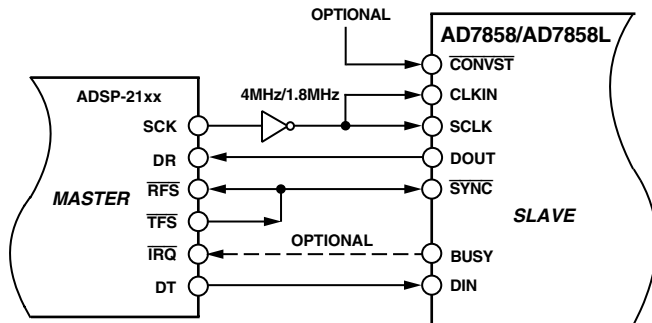 OPTIONAL
AD7858/AD7858L
CONVST
ADSP-21xx
4MHz/1.8MHz
CLKIN
SCK
SCLK
DR
DOUT
MASTER
RFS
SYNC
SLAVE
TFS
OPTIONAL
IRQ
BUSY
DT
DIN